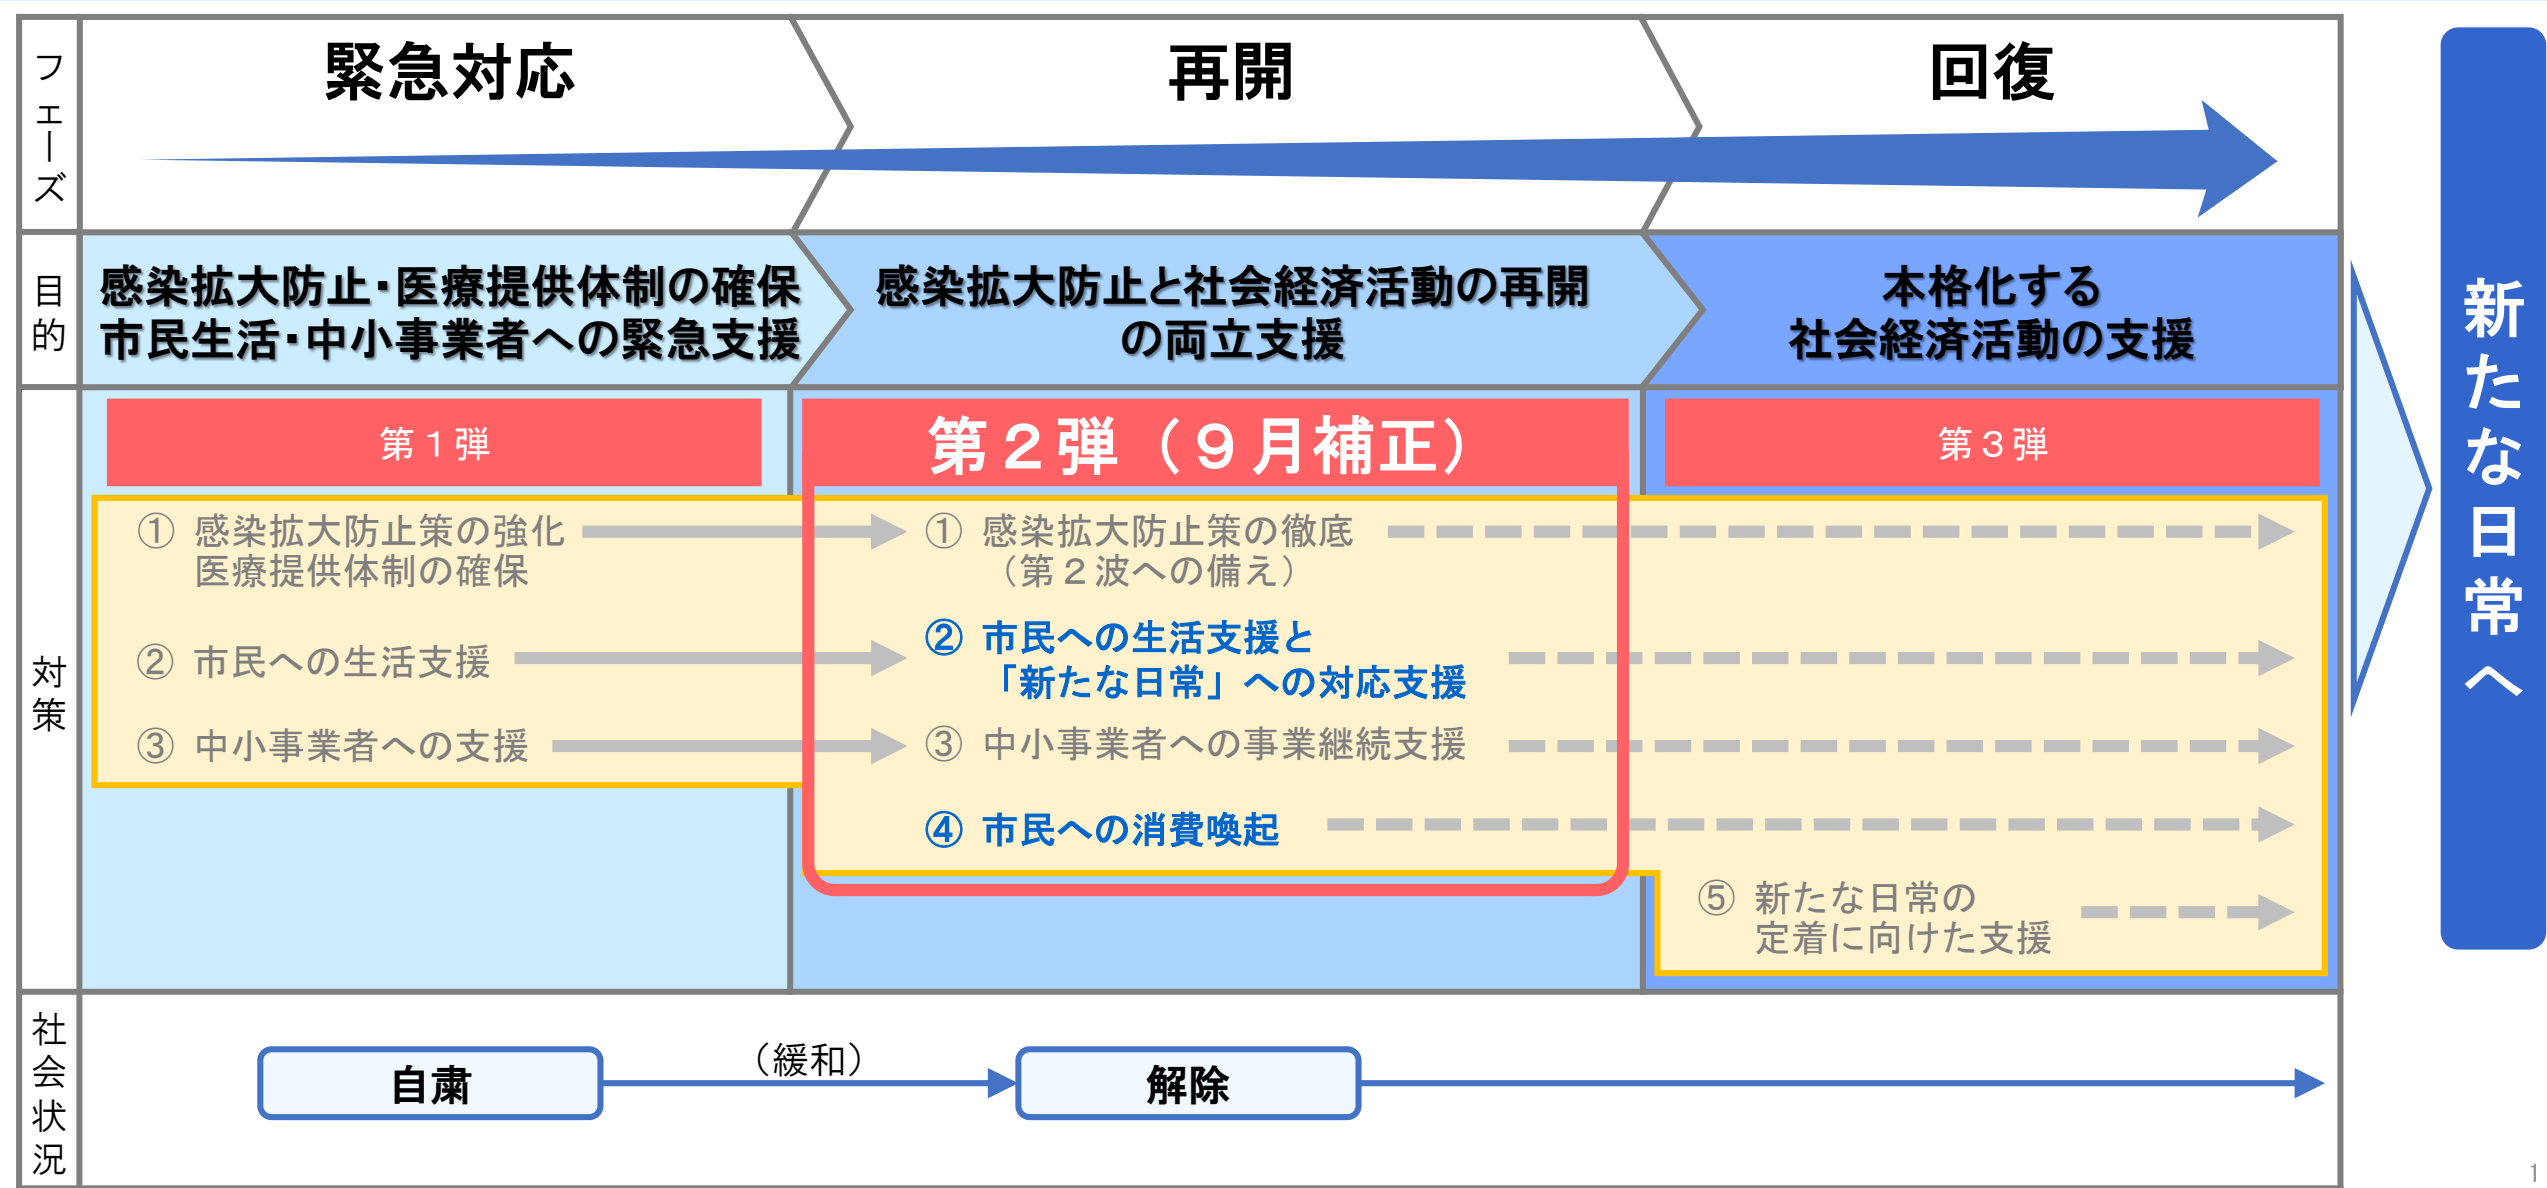 フェーズ
緊急対応
再開
回復
目的
感染拡大防止・医療提供体制の確保
市民生活・中小事業者への緊急支援
感染拡大防止と社会経済活動の再開
の両立支援
本格化する
社会経済活動の支援
対策
第１弾
第２弾（９月補正）
第３弾
① 感染拡大防止策の強化
医療提供体制の確保
② 市民への生活支援
③ 中小事業者への支援
① 感染拡大防止策の徹底
（第２波への備え）
② 市民への生活支援と
「新たな日常」への対応支援
③ 中小事業者への事業継続支援
④ 市民への消費喚起
⑤ 新たな日常の
定着に向けた支援
社会状況
自粛
（緩和）
解除
新たな日常へ
1